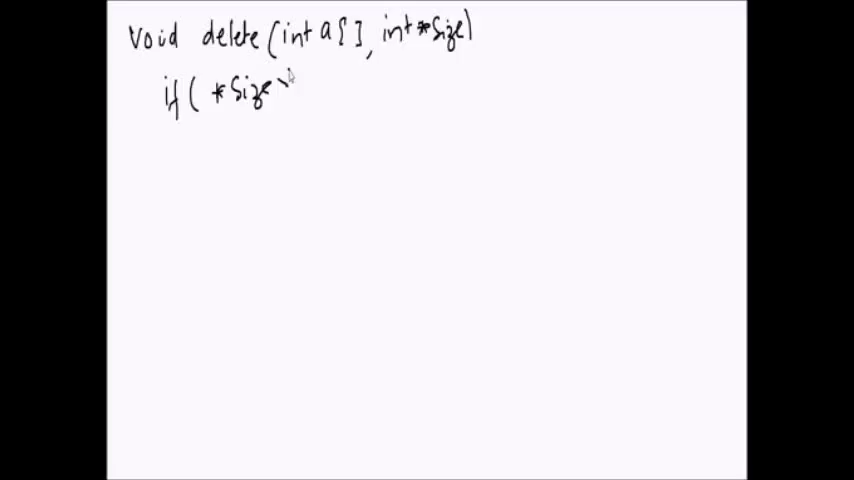 void delete (int a[], int *size)
if ( *size